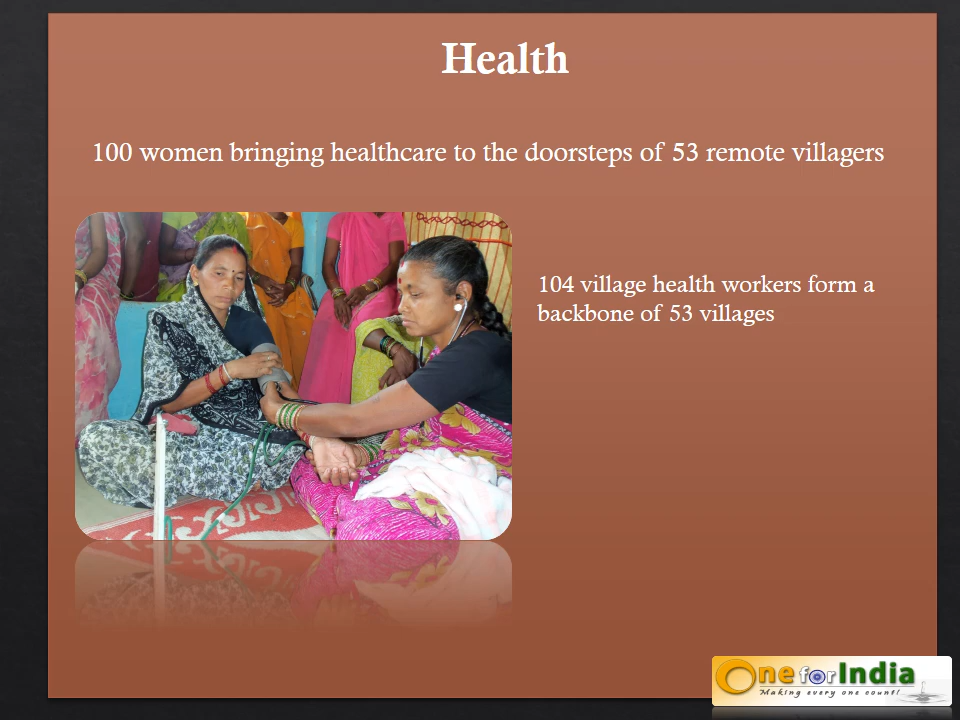 Health
100 women bringing healthcare to the doorsteps of 53 remote villagers
104 village health workers form a
backbone of 53 villages
One for India
Making every one count!